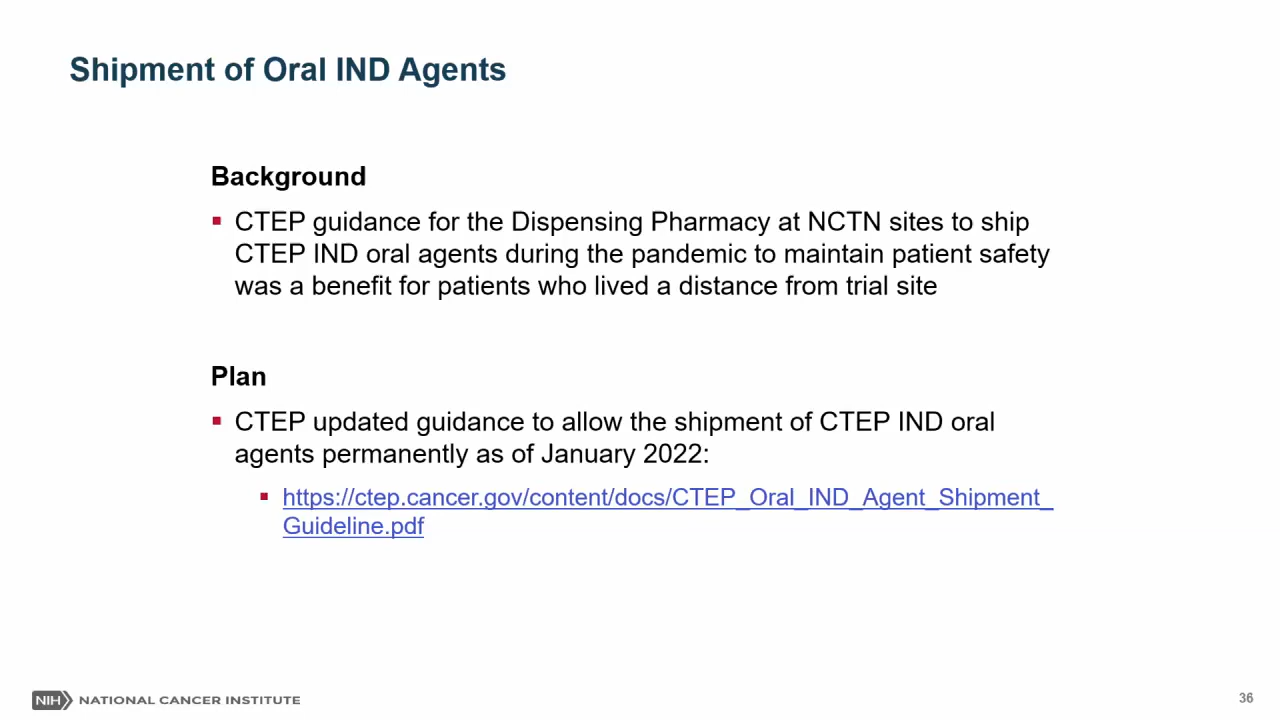 Shipment of Oral IND Agents
Background
▪ CTEP guidance for the Dispensing Pharmacy at NCTN sites to ship
CTEP IND oral agents during the pandemic to maintain patient safety
was a benefit for patients who lived a distance from trial site
Plan
▪ CTEP updated guidance to allow the shipment of CTEP IND oral
agents permanently as of January 2022:
▪ https://ctep.cancer.gov/content/docs/CTEP_Oral_IND_Agent_Shipment_
Guideline.pdf
NIH NATIONAL CANCER INSTITUTE
36